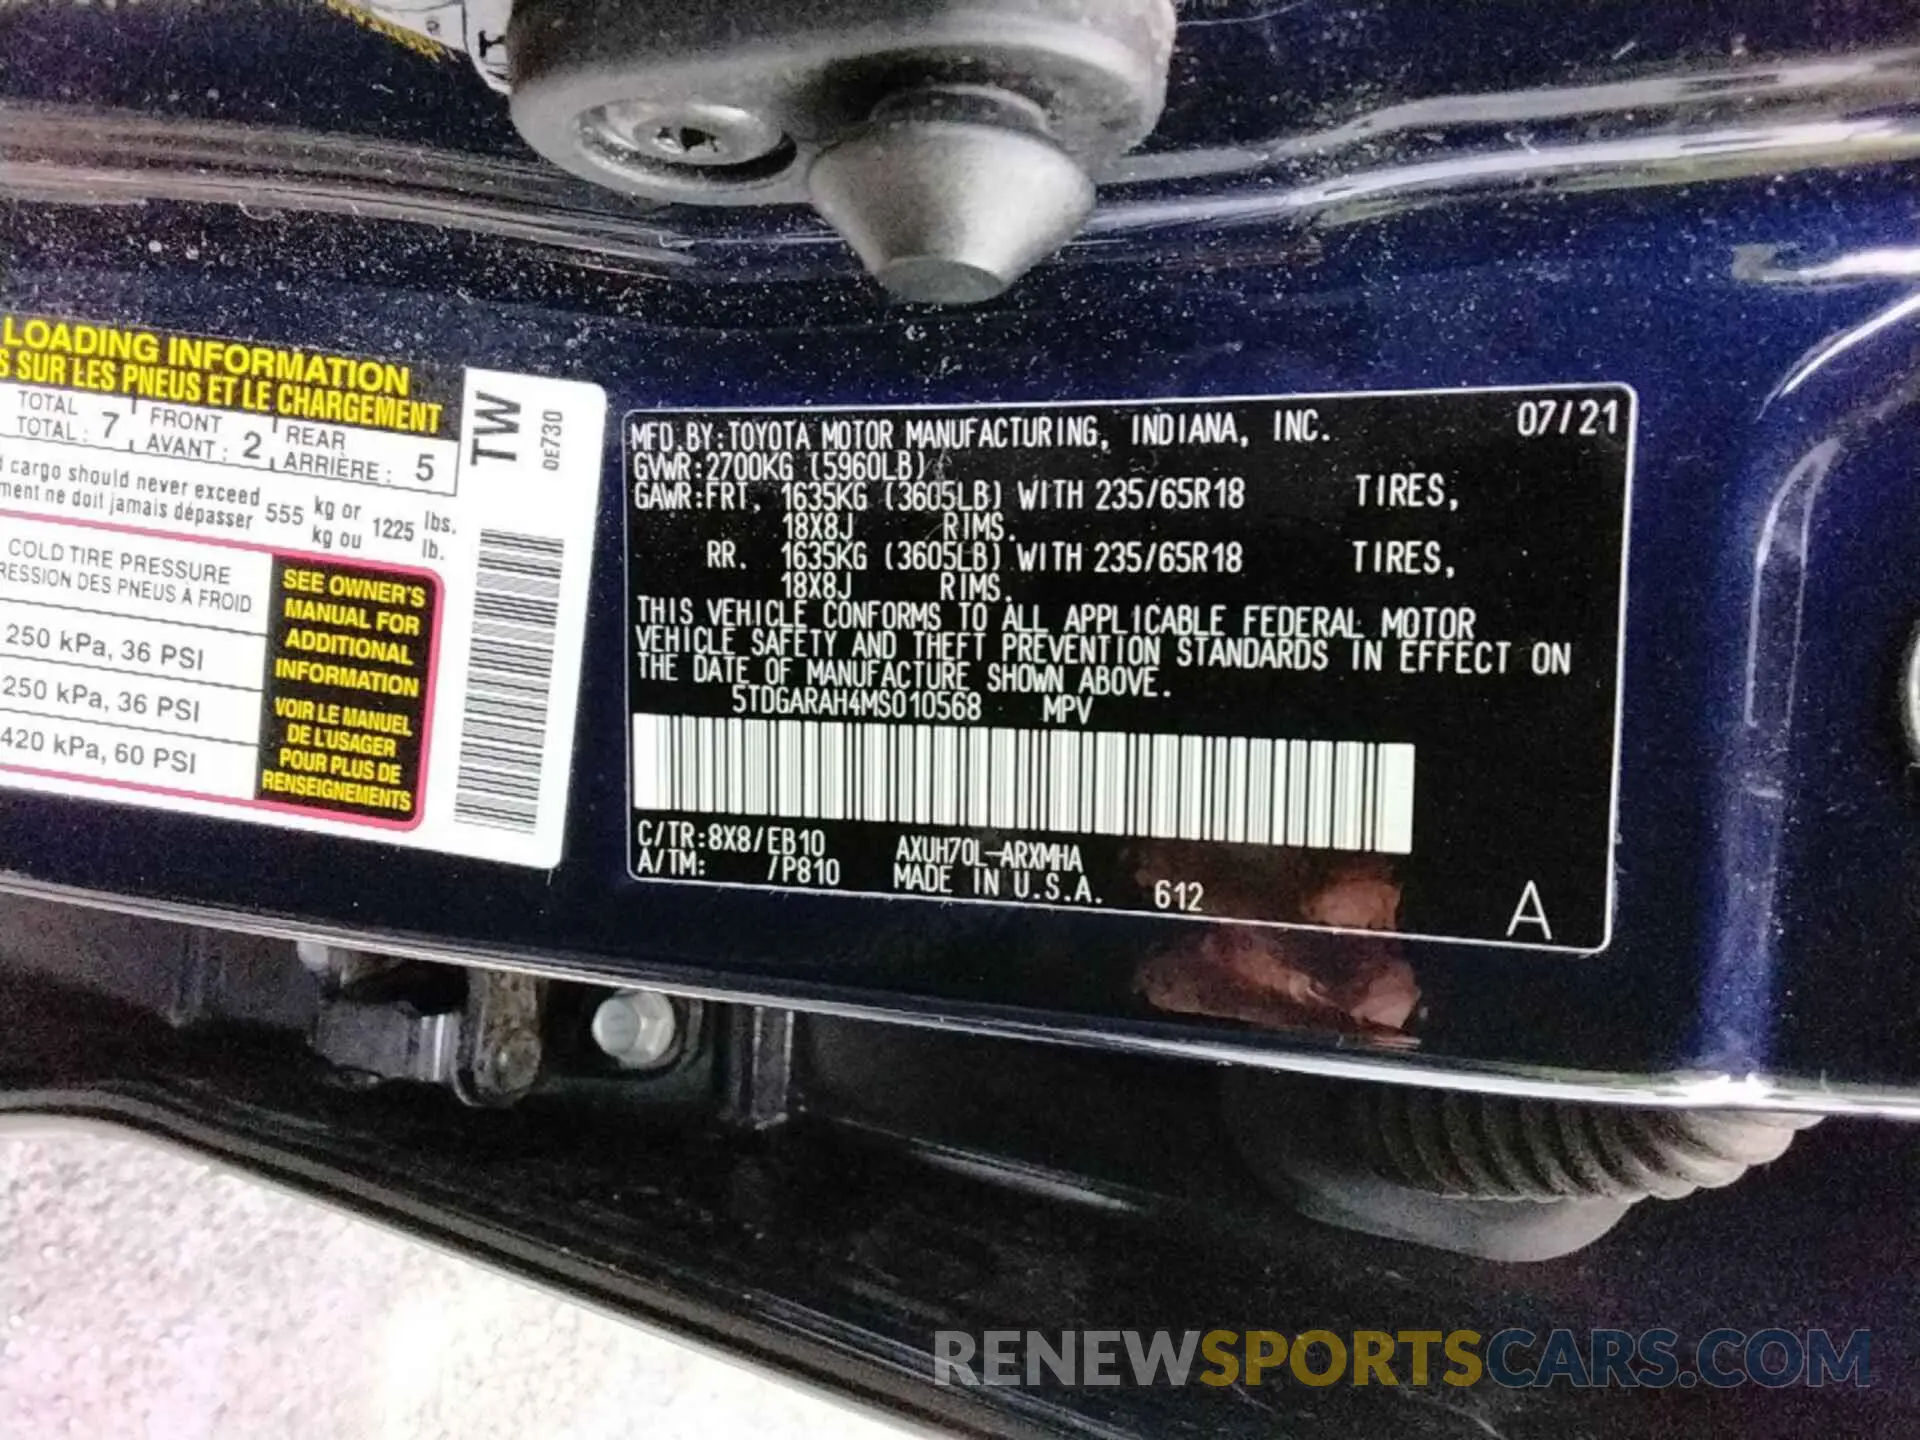 LOADING INFORMATION
S SUR LES PNEUS ET LE CHARGEMENT
TOTAL FRONT REAR
TOTAL : 7 AVANT : 2 ARRIÈRE : 5
cargo should never exceed 555 kg or 1225 lbs.
ment ne doit jamais dépasser kg ou lb.
COLD TIRE PRESSURE
RESSION DES PNEUS À FROID
250 kPa, 36 PSI
250 kPa, 36 PSI
420 kPa, 60 PSI
SEE OWNER'S
MANUAL FOR
ADDITIONAL
INFORMATION
VOIR LE MANUEL
DE L'USAGER
POUR PLUS DE
RENSEIGNEMENTS
TW
0E730
MFD.BY:TOYOTA MOTOR MANUFACTURING, INDIANA, INC. 07/21
GVWR:2700KG (5960LB)
GAWR:FRT. 1635KG (3605LB) WITH 235/65R18 TIRES,
18X8J RIMS.
RR. 1635KG (3605LB) WITH 235/65R18 TIRES,
18X8J RIMS.
THIS VEHICLE CONFORMS TO ALL APPLICABLE FEDERAL MOTOR
VEHICLE SAFETY AND THEFT PREVENTION STANDARDS IN EFFECT ON
THE DATE OF MANUFACTURE SHOWN ABOVE.
5TDGARAH4MS010568 MPV
C/TR:8X8/EB10 AXUH70L-ARXMHA
A/TM: /P810 MADE IN U.S.A. 612 A
RENEWSPORTSCARS.COM